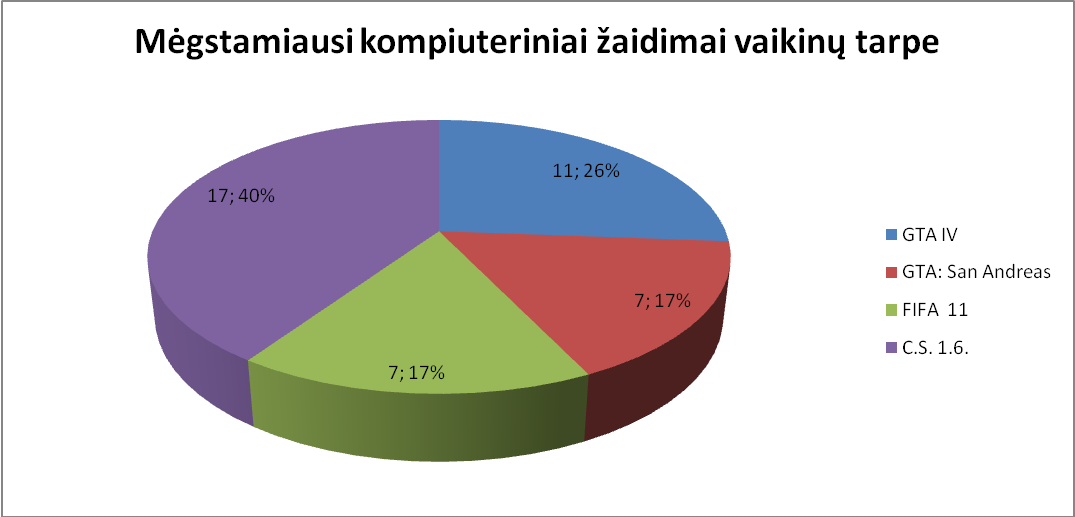 Mėgstamiausi kompiuteriniai žaidimai vaikinų tarpe
11; 26%
17; 40%
7; 17%
7; 17%
GTA IV
GTA: San Andreas
FIFA  11
C.S. 1.6.